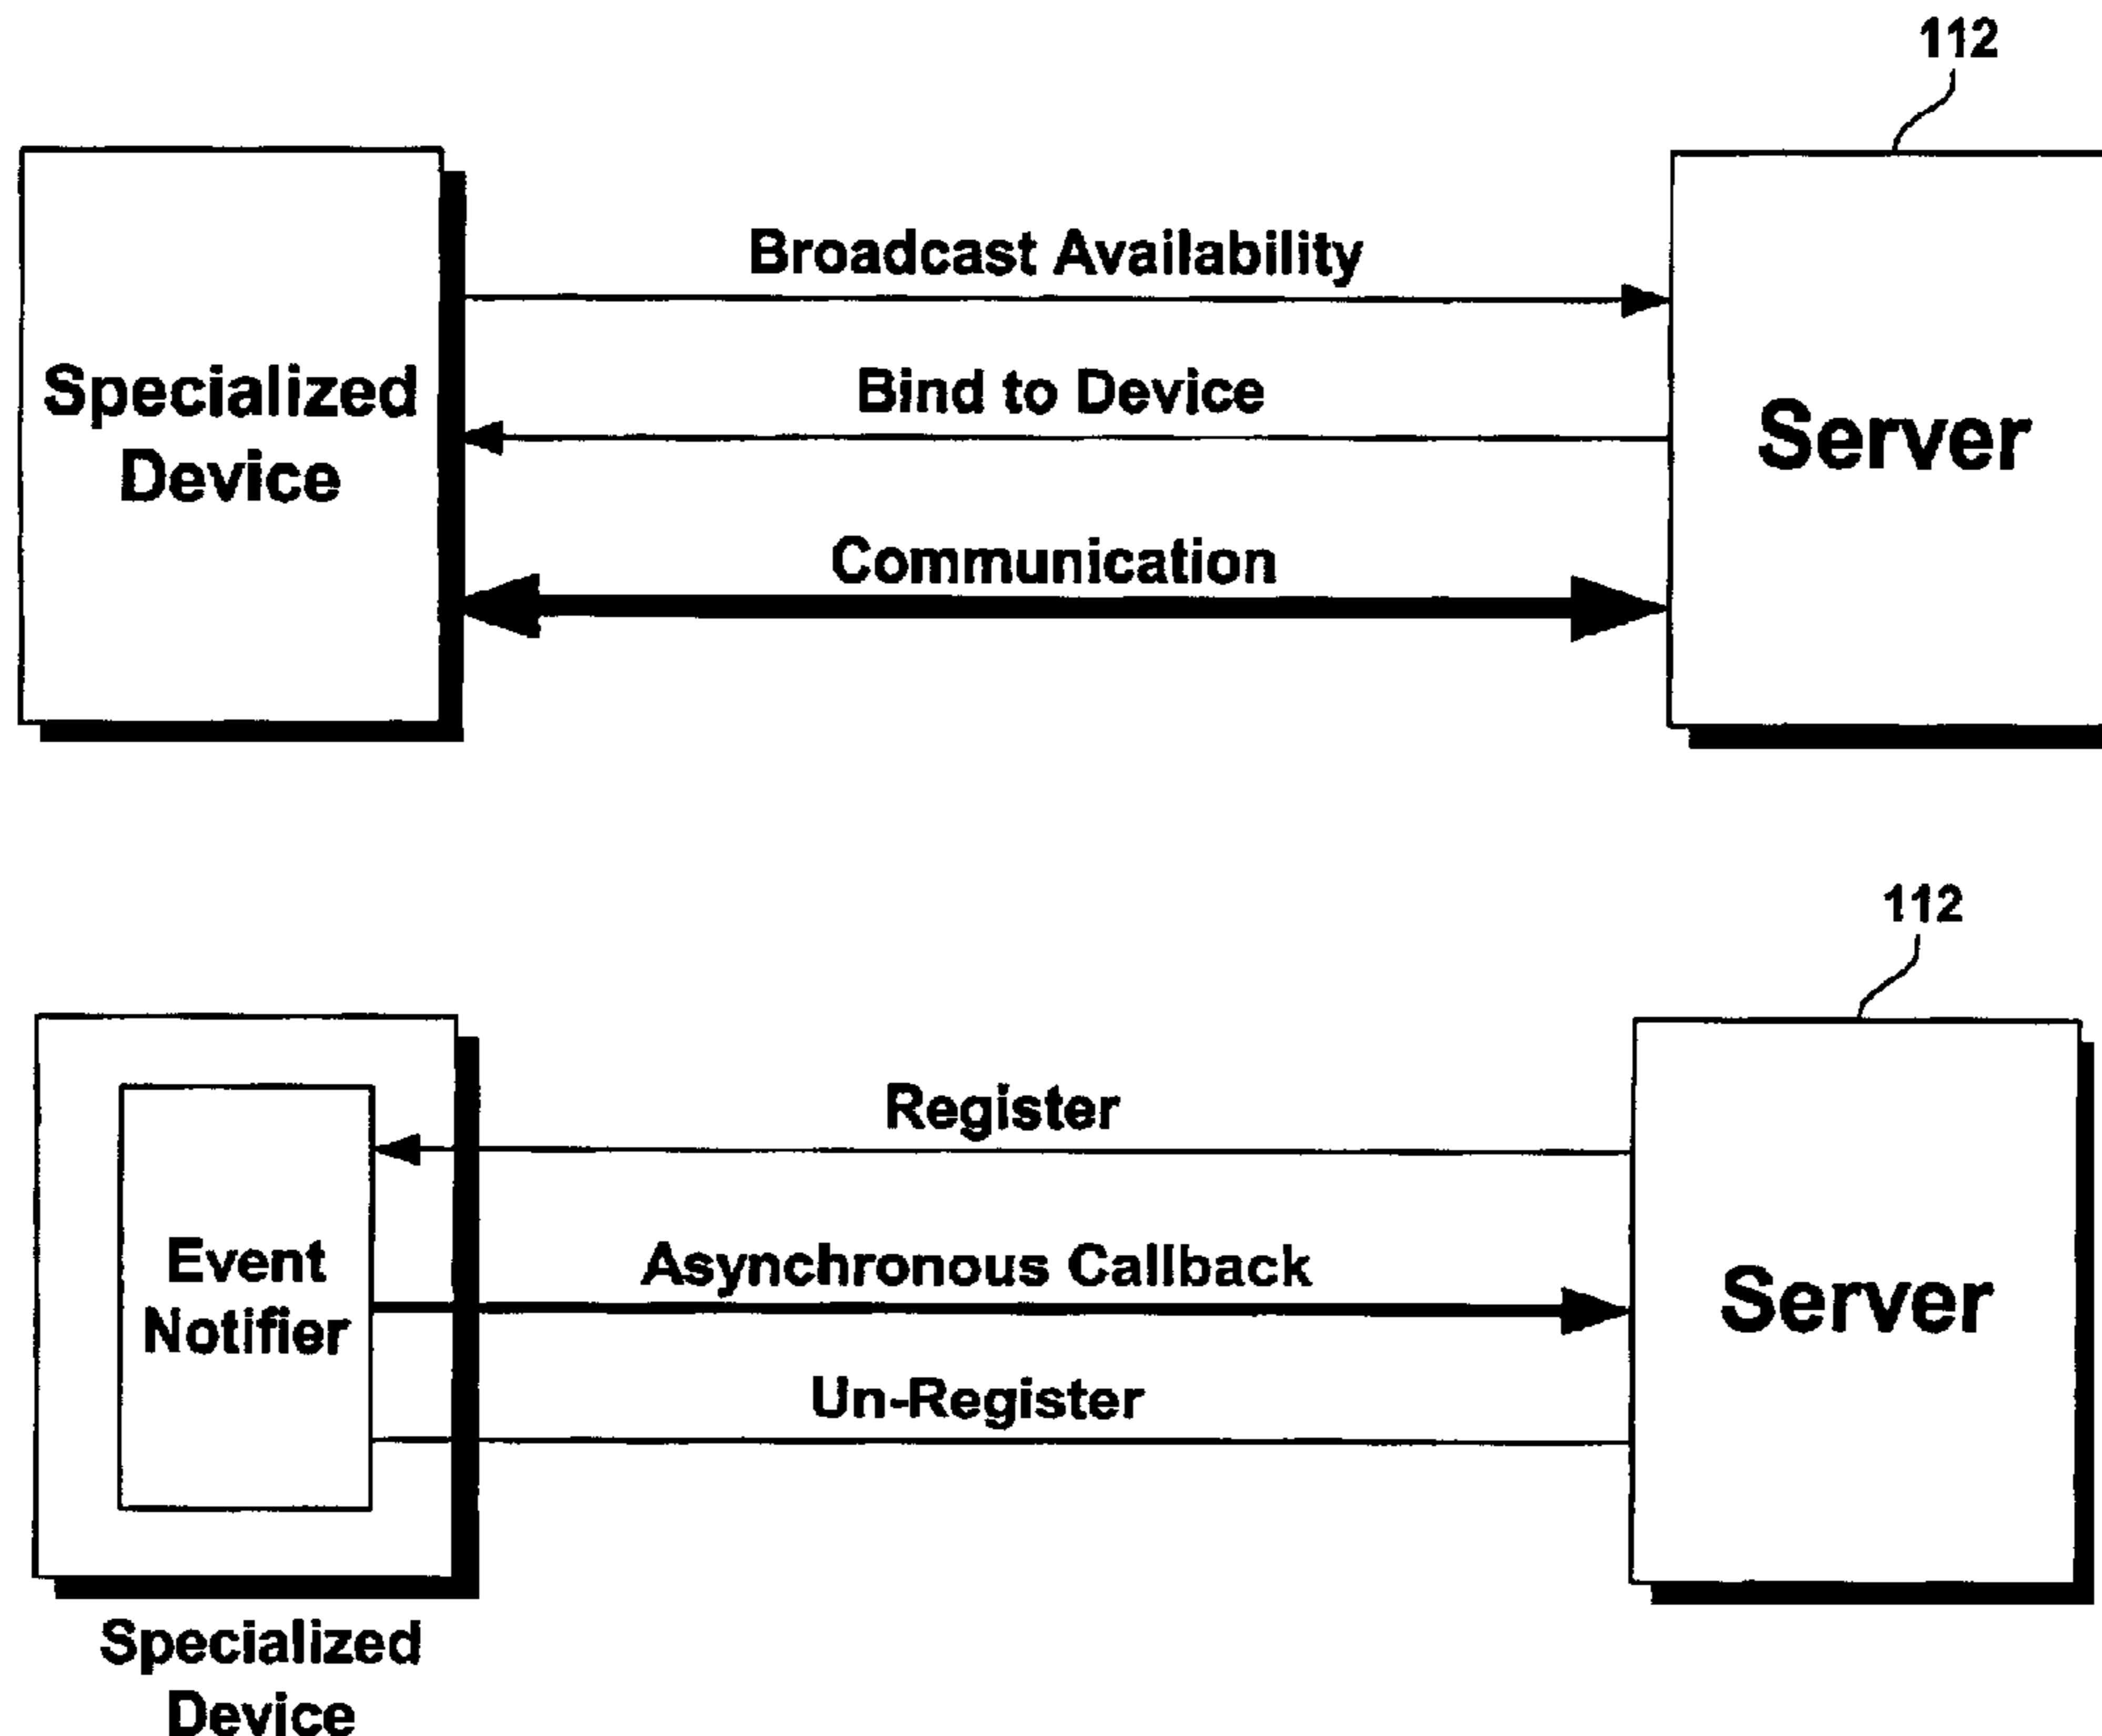 112
Broadcast Availability
Bind to Device
Specialized
Device
Server
Communication
112
Register
Event
Notifier
Asynchronous Callback
Server
Un-Register
Specialized
Device